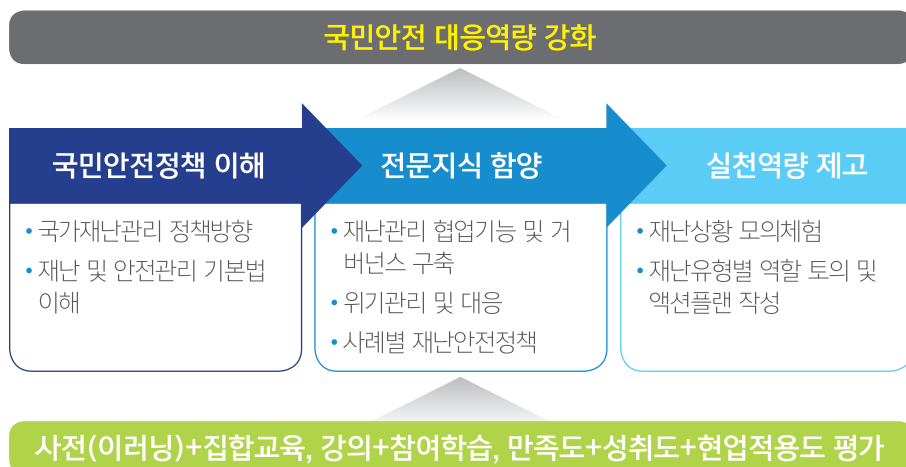 국민안전 대응역량 강화
국민안전정책 이해
• 국가재난관리 정책방향
• 재난 및 안전관리 기본법
이해
전문지식 함양
• 재난관리 협업기능 및 거
버넌스 구축
• 위기관리 및 대응
• 사례별 재난안전정책
실천역량 제고
• 재난상황 모의체험
• 재난유형별 역할 토의 및
액션플랜 작성
사전(이러닝)+집합교육, 강의+참여학습, 만족도+성취도+현업적용도 평가